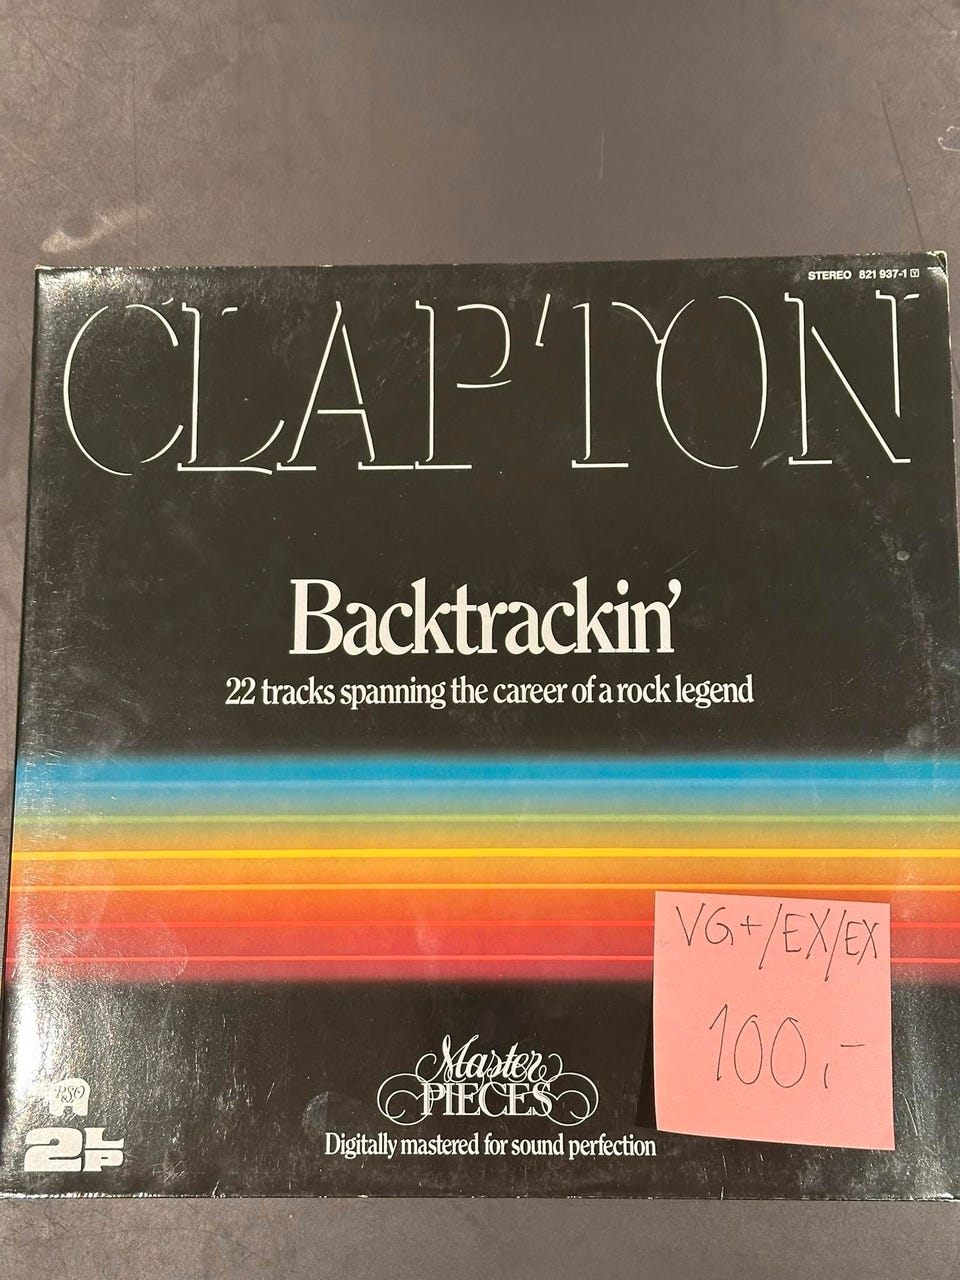 STEREO 821 937-1 Y
CLAPTON
Backtrackin'
22 tracks spanning the career of a rock legend
VG+/EX/EX
100,-
Master
PIECES
Digitally mastered for sound perfection
RSO
2LP